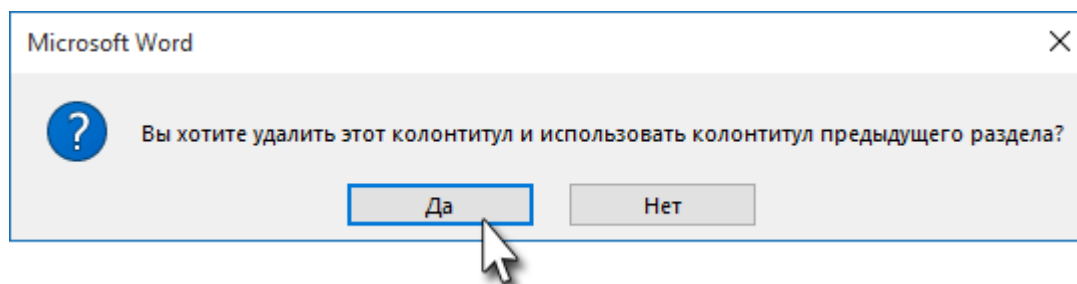 Microsoft Word
Вы хотите удалить этот колонтитул и использовать колонтитул предыдущего раздела?
Да
Нет